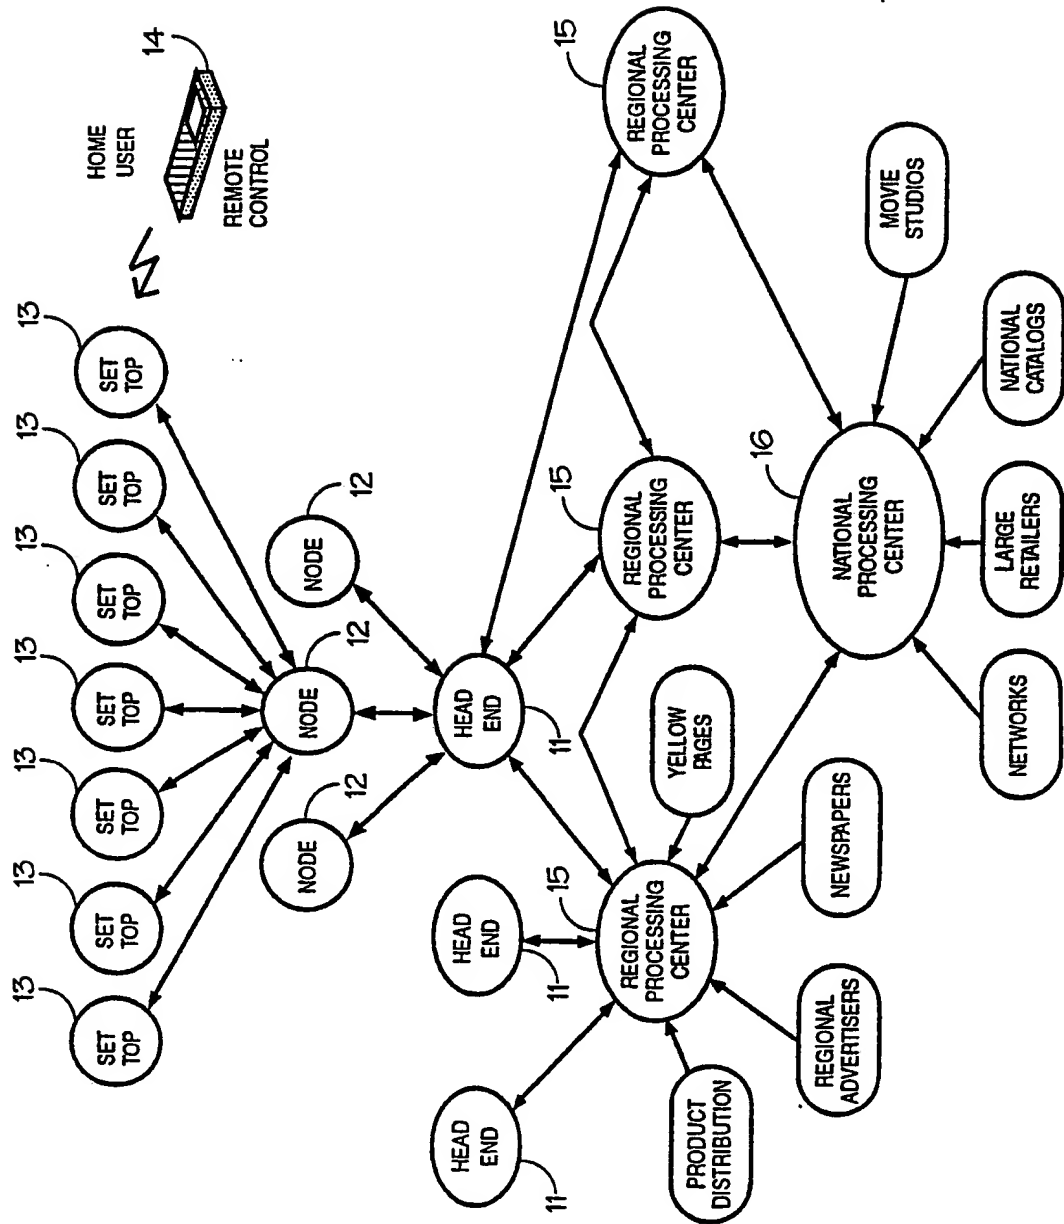 HOME
USER
14
REMOTE
CONTROL
13
SET
TOP
13
SET
TOP
13
SET
TOP
13
SET
TOP
13
SET
TOP
13
SET
TOP
13
SET
TOP
12
NODE
12
NODE
12
NODE
HEAD
END
11
HEAD
END
11
HEAD
END
11
15
REGIONAL
PROCESSING
CENTER
15
REGIONAL
PROCESSING
CENTER
15
REGIONAL
PROCESSING
CENTER
YELLOW
PAGES
NEWSPAPERS
REGIONAL
ADVERTISERS
PRODUCT
DISTRIBUTION
16
NATIONAL
PROCESSING
CENTER
MOVIE
STUDIOS
NATIONAL
CATALOGS
LARGE
RETAILERS
NETWORKS